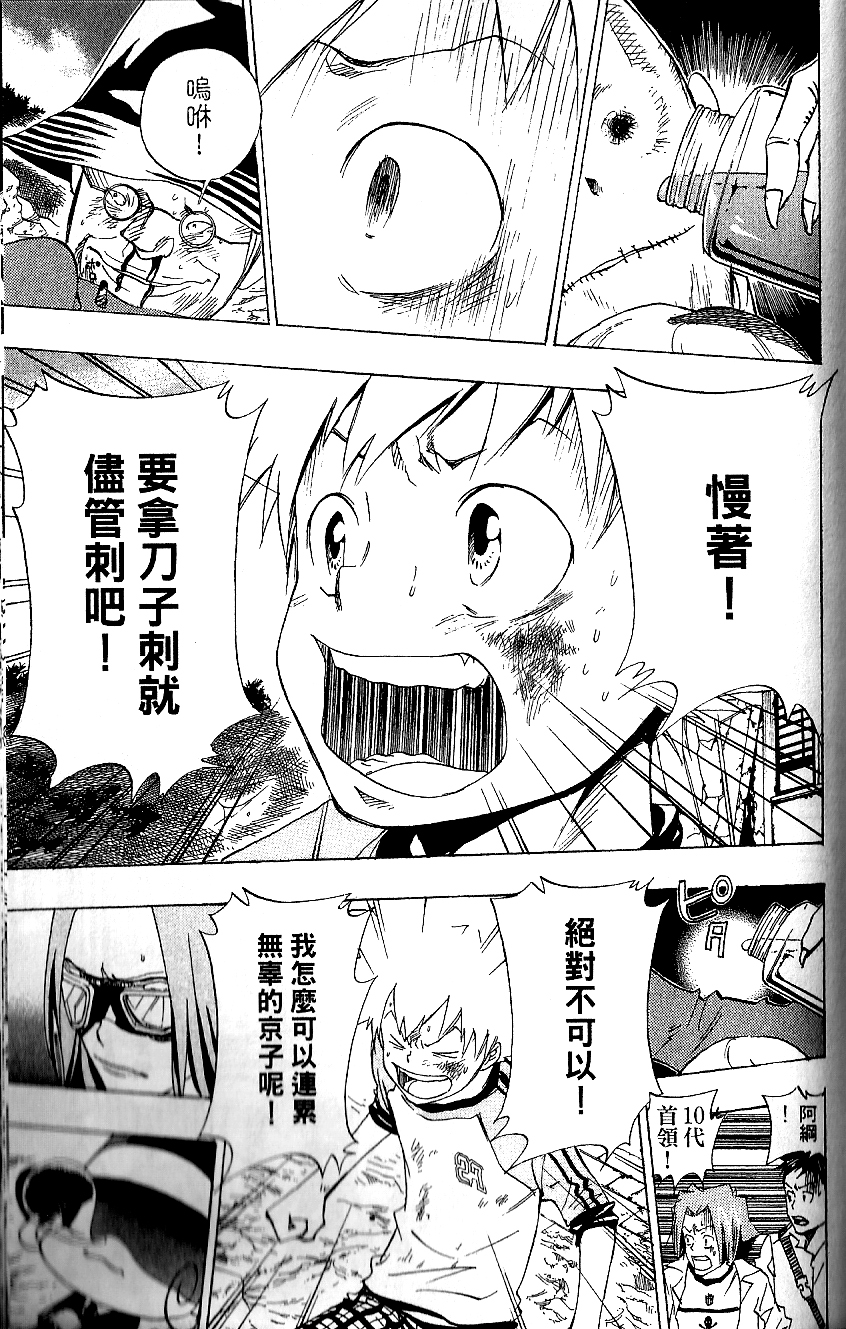 嗚咻！
慢著！
要拿刀子刺就
儘管刺吧！
ピタ
阿綱
！
10代
首領！
絕對不可以！
我怎麼可以連累
無辜的京子呢！
27